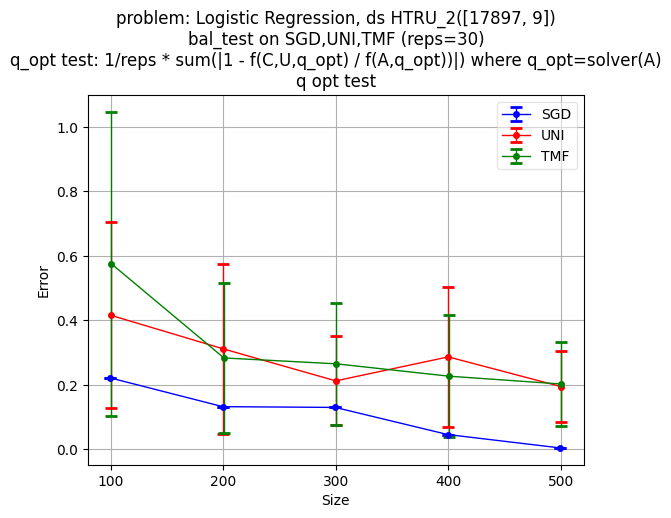 problem: Logistic Regression, ds HTRU_2([17897, 9])
bal_test on SGD,UNI,TMF (reps=30)
q_opt test: 1/reps * sum(|1 - f(C,U,q_opt) / f(A,q_opt))|) where q_opt=solver(A)
q opt test
SGD
UNI
TMF
1.0
0.8
0.6
0.4
0.2
0.0
Error
100
200
300
400
500
Size